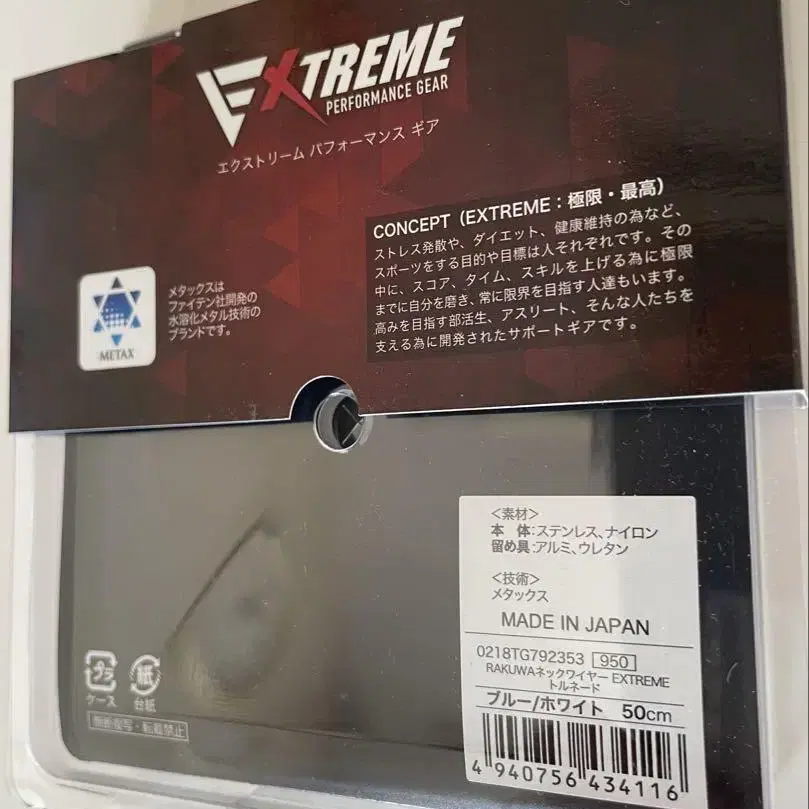 EXTREME
PERFORMANCE GEAR
エクストリーム パフォーマンス ギア
CONCEPT（EXTREME：極限・最高）
ストレス発散や、ダイエット、健康維持の為など、
スポーツをする目的や目標は人それぞれです。その
中に、スコア、タイム、スキルを上げる為に極限
までに自分を磨き、常に限界を目指す人達もいます。
高みを目指す部活生、アスリート、そんな人たちを
支える為に開発されたサポートギアです。
METAX
メタックスは
ファイテン社開発の
水溶化メタル技術の
ブランドです。
＜素材＞
本 体:ステンレス、ナイロン
留め具:アルミ、ウレタン
＜技術＞
メタックス
MADE IN JAPAN
0218TG792353 950
RAKUWAネックワイヤー EXTREME
トルネード
ブルー/ホワイト 50cm
4 940756 434116
プラ
ケース
紙
台紙
無断複写・転載禁止